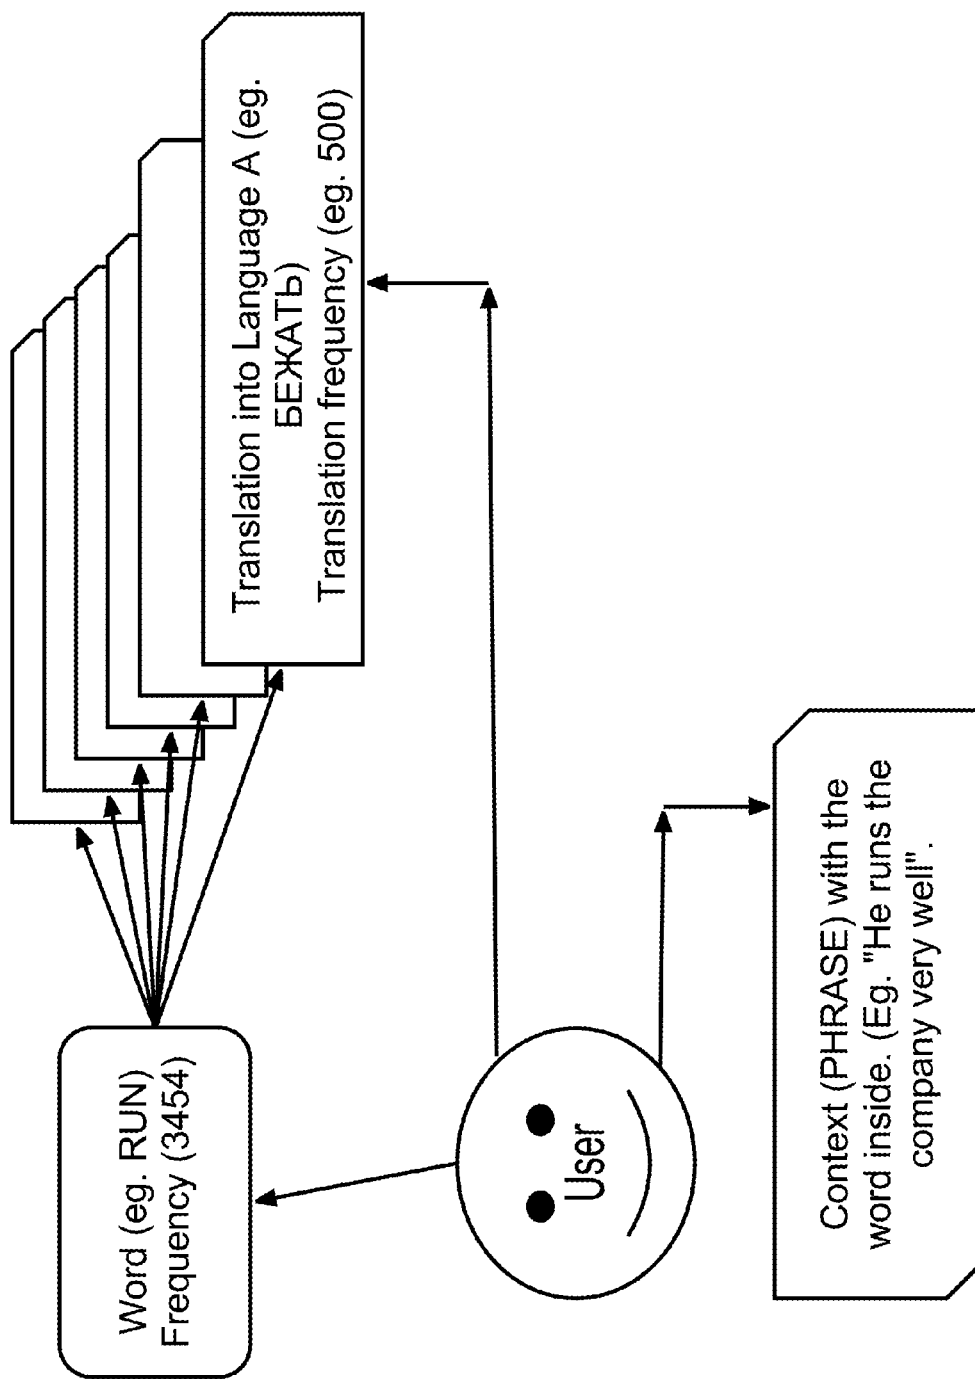 Word (eg. RUN)
Frequency (3454)
Translation into Language A (eg.
БЕЖАТЬ)
Translation frequency (eg. 500)
User
Context (PHRASE) with the
word inside. (Eg. "He runs the
company very well".